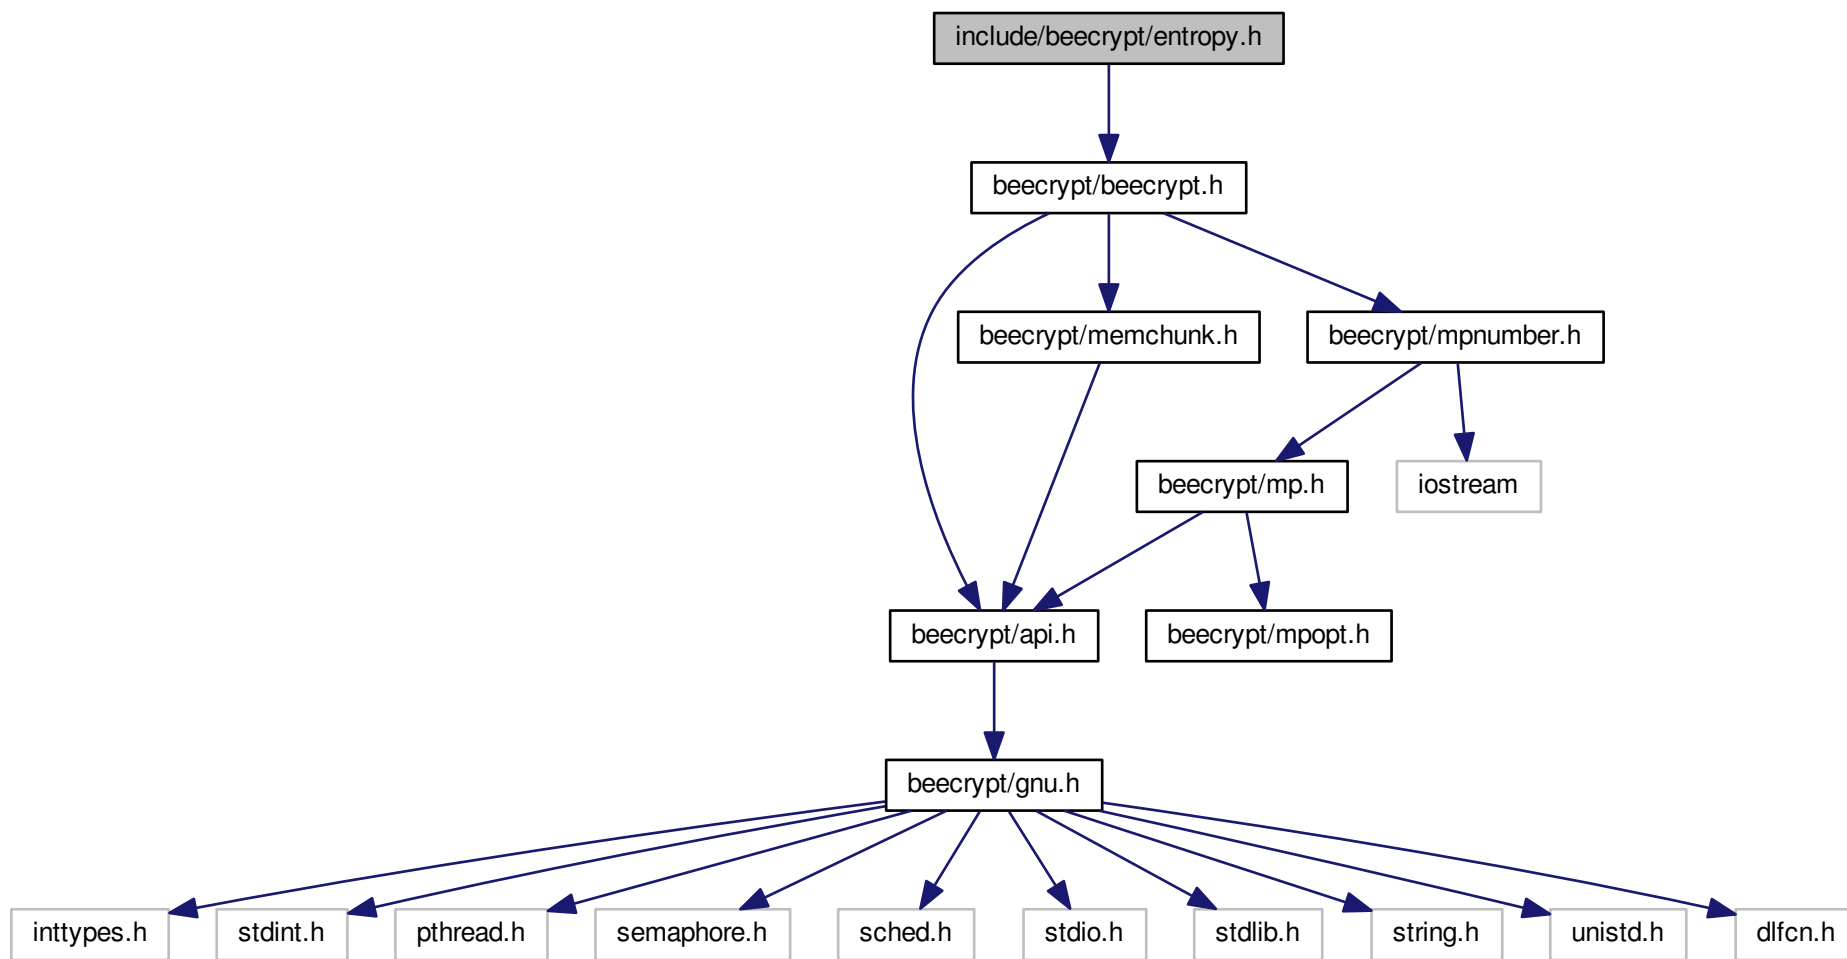 include/beecrypt/entropy.h
beecrypt/beecrypt.h
beecrypt/memchunk.h
beecrypt/mpnumber.h
beecrypt/mp.h
iostream
beecrypt/api.h
beecrypt/mpopt.h
beecrypt/gnu.h
inttypes.h
stdint.h
pthread.h
semaphore.h
sched.h
stdio.h
stdlib.h
string.h
unistd.h
dlfcn.h